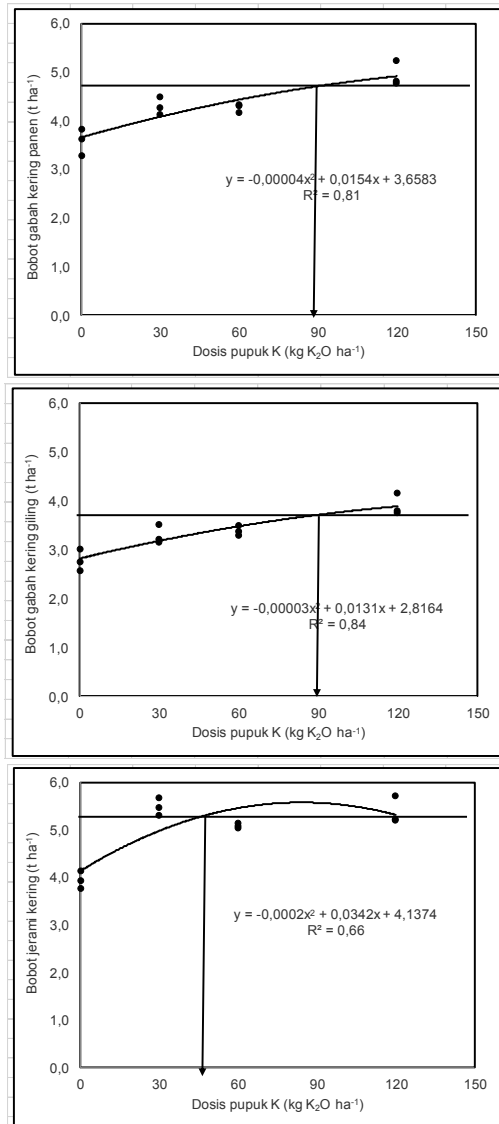 6,0
5,0
4,0
3,0
2,0
1,0
0,0
Bobot gabah kering panen (t ha⁻¹)
y = -0,00004x² + 0,0154x + 3,6583
R² = 0,81
0 30 60 90 120 150
Dosis pupuk K (kg K₂O ha⁻¹)
6,0
5,0
4,0
3,0
2,0
1,0
0,0
Bobot gabah kering giling (t ha⁻¹)
y = -0,00003x² + 0,0131x + 2,8164
R² = 0,84
0 30 60 90 120 150
Dosis pupuk K (kg K₂O ha⁻¹)
6,0
5,0
4,0
3,0
2,0
1,0
0,0
Bobot jerami kering (t ha⁻¹)
y = -0,0002x² + 0,0342x + 4,1374
R² = 0,66
0 30 60 90 120 150
Dosis pupuk K (kg K₂O ha⁻¹)